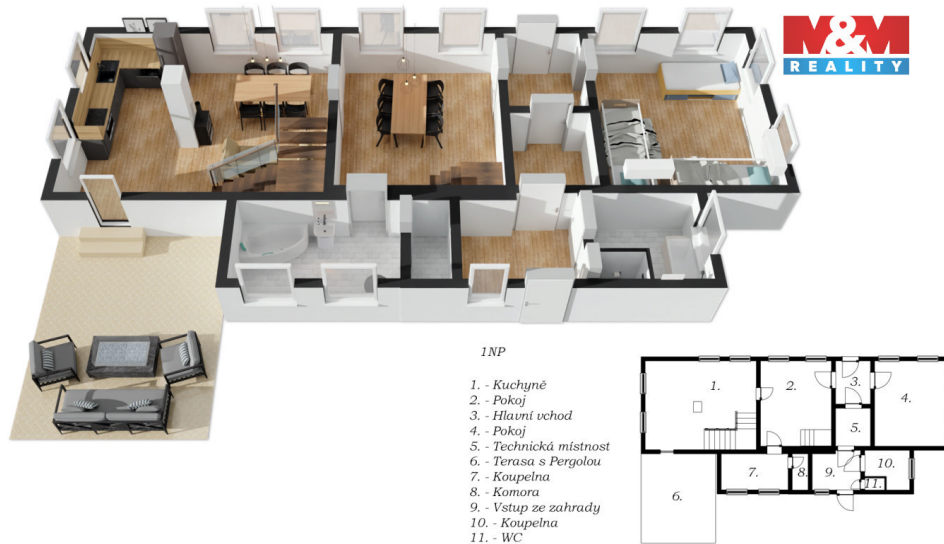 M&M
REALITY
1NP
1. - Kuchyně
2. - Pokoj
3. - Hlavní vchod
4. - Pokoj
5. - Technická místnost
6. - Terasa s Pergolou
7. - Koupelna
8. - Komora
9. - Vstup ze zahrady
10. - Koupelna
11. - WC
1.
2.
3.
4.
5.
6.
7.
8.
9.
10.
11.